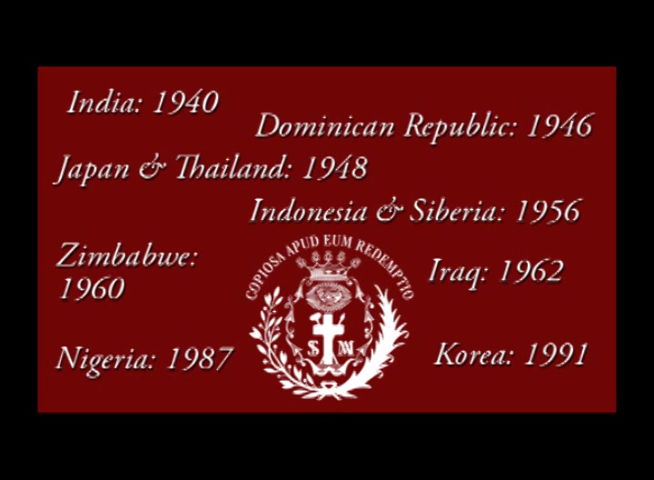 India: 1940
Dominican Republic: 1946
Japan & Thailand: 1948
Indonesia & Siberia: 1956
Zimbabwe:
1960
COPIOSA APUD EUM REDEMPTIO
Iraq: 1962
S M
Nigeria: 1987
Korea: 1991